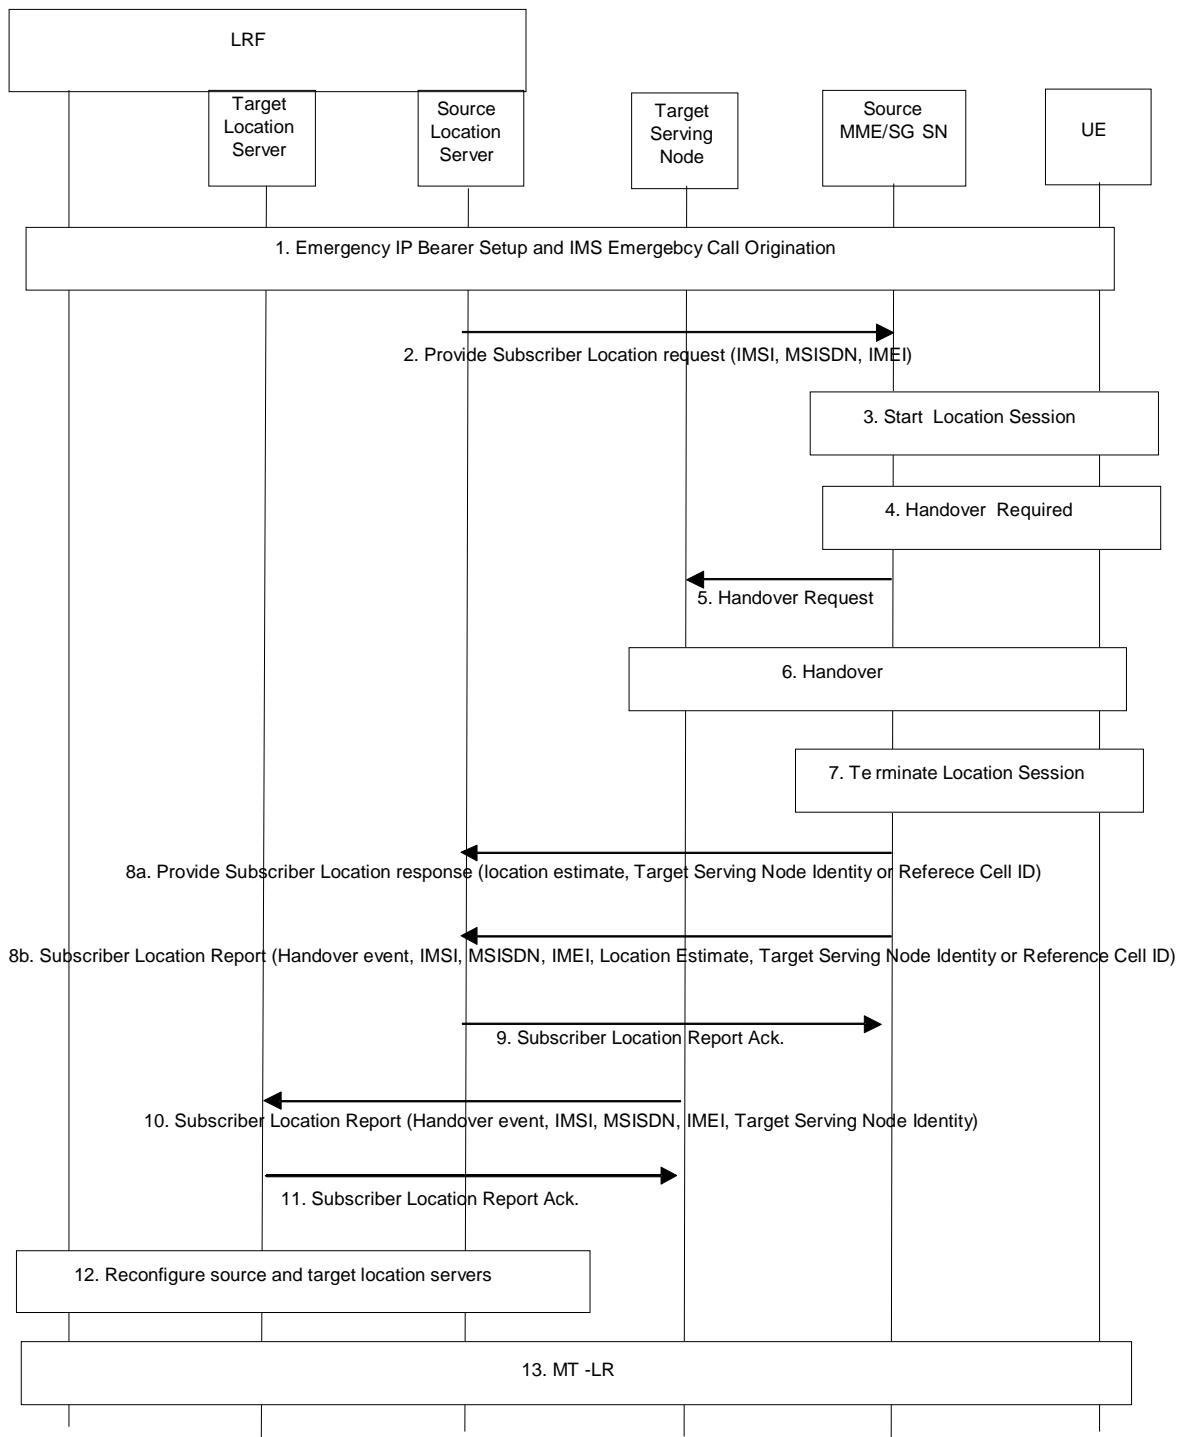 LRF
Target
Location
Server
Source
Location
Server
Target
Serving
Node
Source
MME/SG SN
UE
1. Emergency IP Bearer Setup and IMS Emergebcy Call Origination
2. Provide Subscriber Location request (IMSI, MSISDN, IMEI)
3. Start Location Session
4. Handover Required
5. Handover Request
6. Handover
7. Te rminate Location Session
8a. Provide Subscriber Location response (location estimate, Target Serving Node Identity or Referece Cell ID)
8b. Subscriber Location Report (Handover event, IMSI, MSISDN, IMEI, Location Estimate, Target Serving Node Identity or Reference Cell ID)
9. Subscriber Location Report Ack.
10. Subscriber Location Report (Handover event, IMSI, MSISDN, IMEI, Target Serving Node Identity)
11. Subscriber Location Report Ack.
12. Reconfigure source and target location servers
13. MT -LR